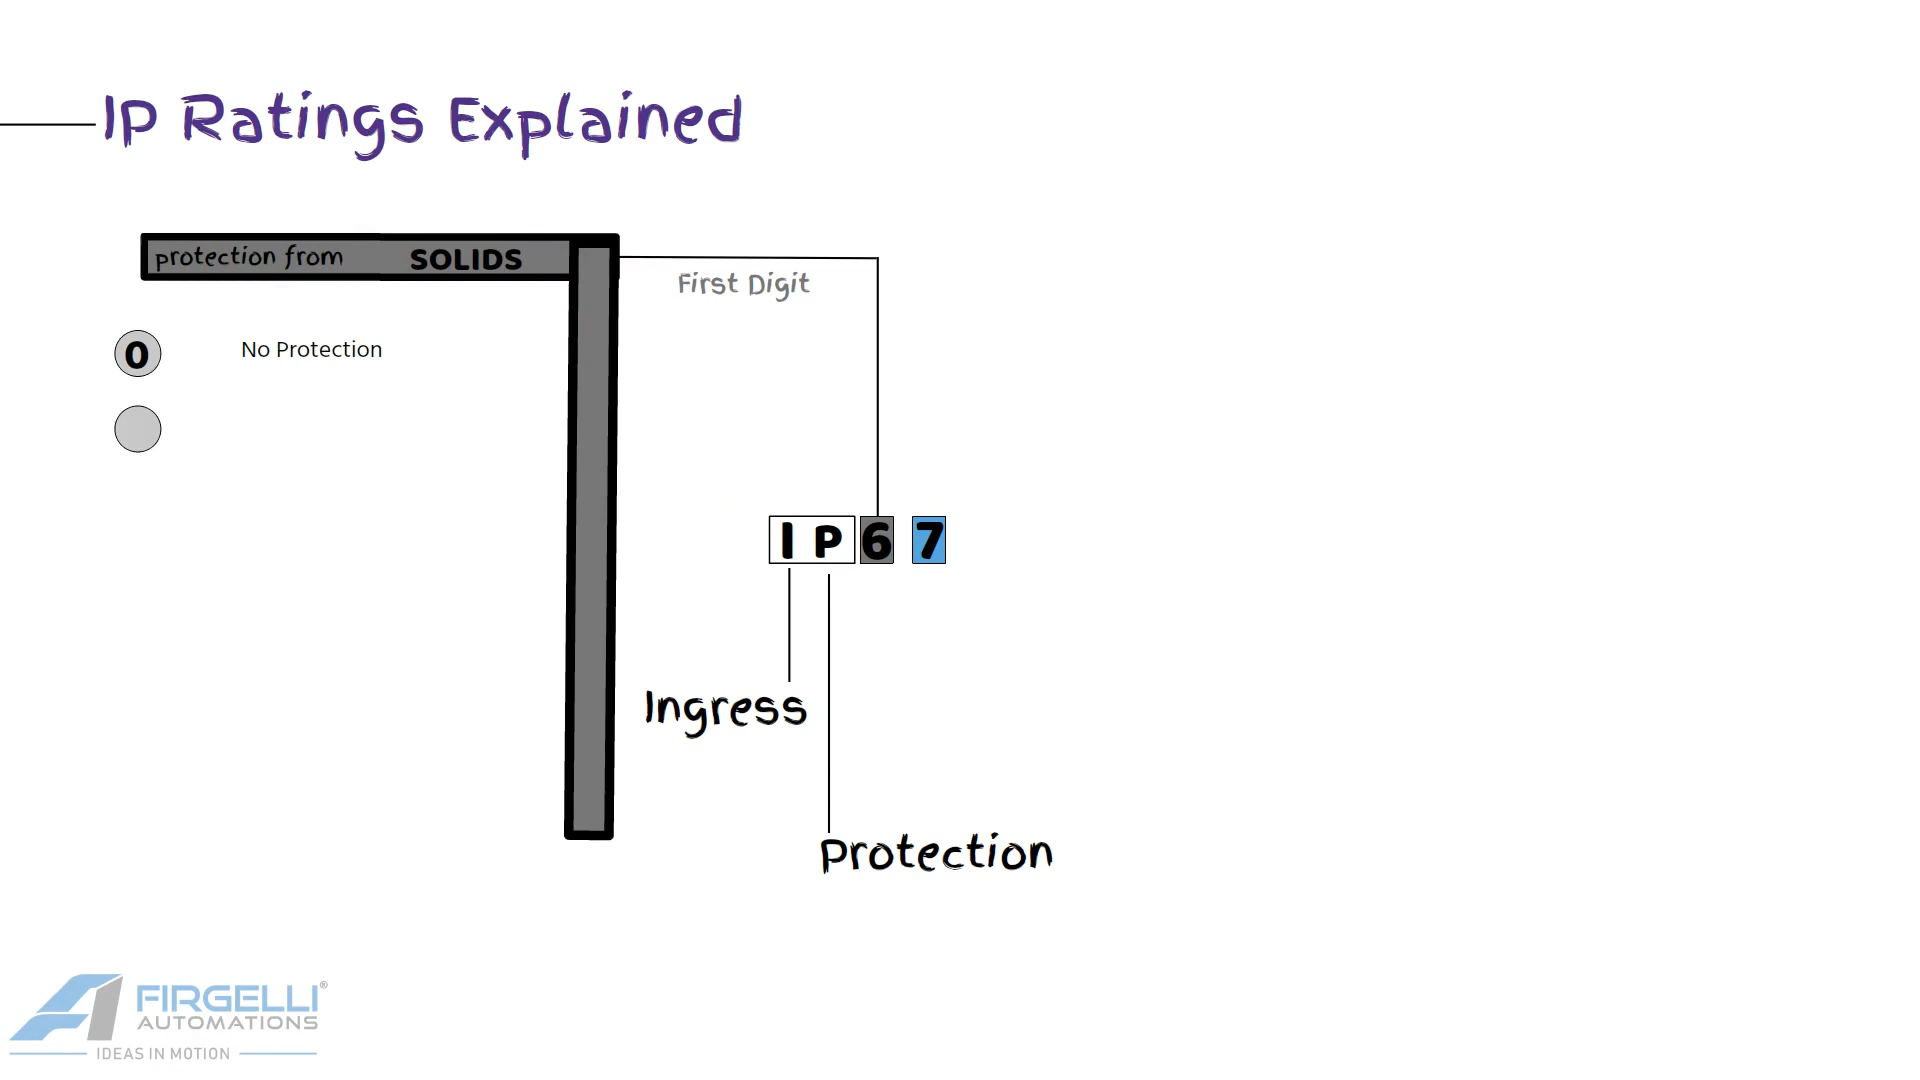 IP Ratings Explained
protection from SOLIDS
First Digit
0 No Protection
IP 6 7
Ingress
Protection
FIRGELLI®
AUTOMATIONS
IDEAS IN MOTION